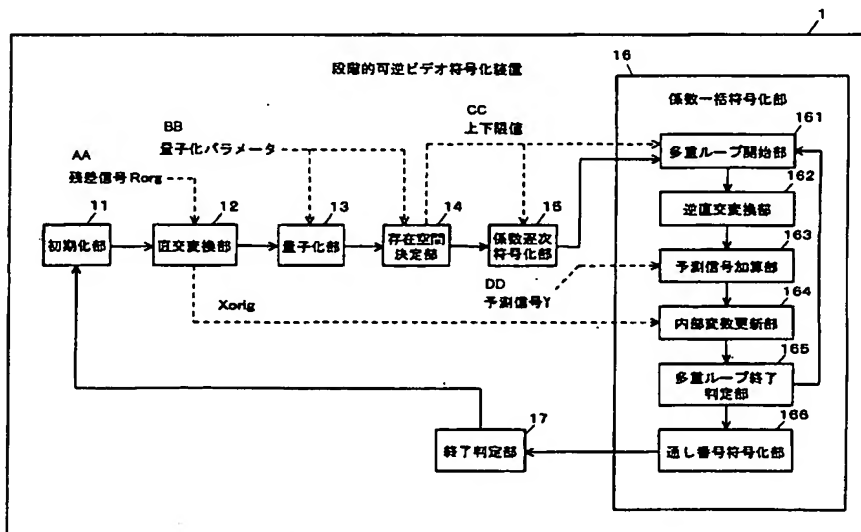 1
段階的可逆ビデオ符号化装置
16
係数一括符号化部
CC
上下限値
161
多重ループ開始部
BB
量子化パラメータ
AA
残差信号Rorg
162
逆直交変換部
11
初期化部
12
直交変換部
13
量子化部
14
存在空間
決定部
15
係数逐次
符号化部
163
予測信号加算部
DD
予測信号Y
164
内部変数更新部
Xorig
165
多重ループ終了
判定部
166
通し番号符号化部
17
終了判定部